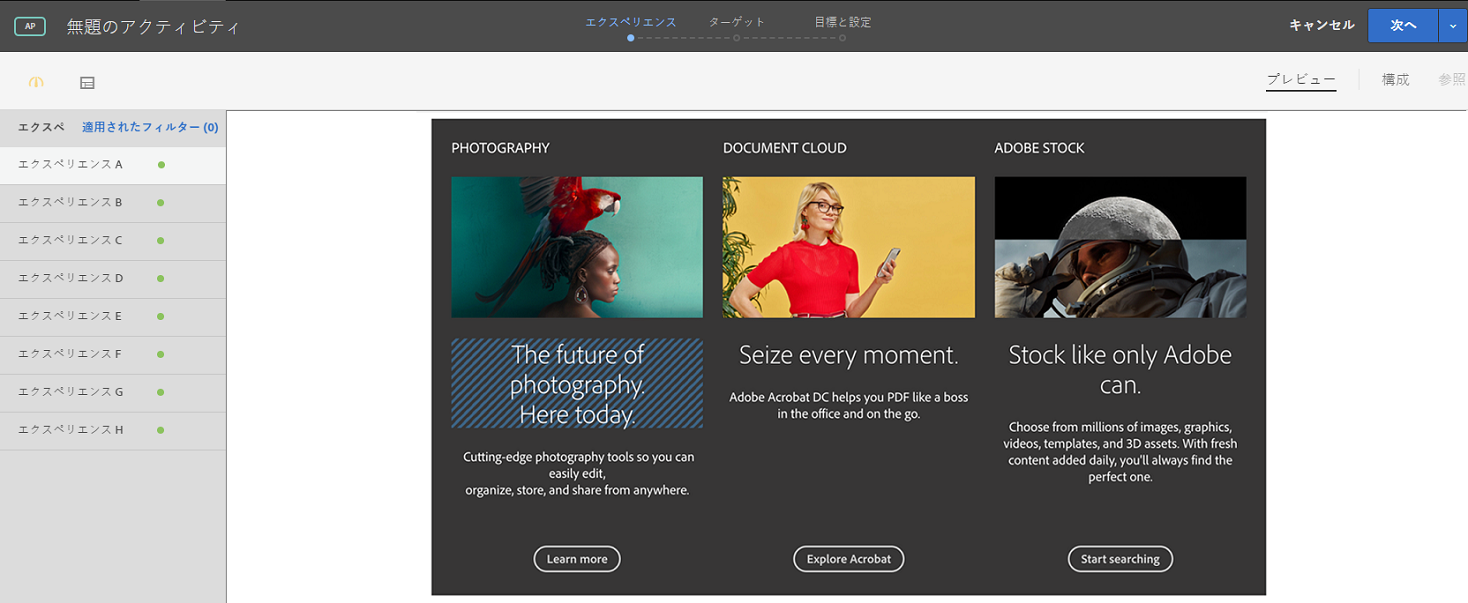 AP 無題のアクティビティ
エクスペリエンス ターゲット 目標と設定
キャンセル 次へ
プレビュー 構成 参照
エクスペ 適用されたフィルター (0)
エクスペリエンス A
エクスペリエンス B
エクスペリエンス C
エクスペリエンス D
エクスペリエンス E
エクスペリエンス F
エクスペリエンス G
エクスペリエンス H
PHOTOGRAPHY
The future of
photography.
Here today.
Cutting-edge photography tools so you can
easily edit,
organize, store, and share from anywhere.
Learn more
DOCUMENT CLOUD
Seize every moment.
Adobe Acrobat DC helps you PDF like a boss
in the office and on the go.
Explore Acrobat
ADOBE STOCK
Stock like only Adobe
can.
Choose from millions of images, graphics,
videos, templates, and 3D assets. With fresh
content added daily, you'll always find the
perfect one.
Start searching